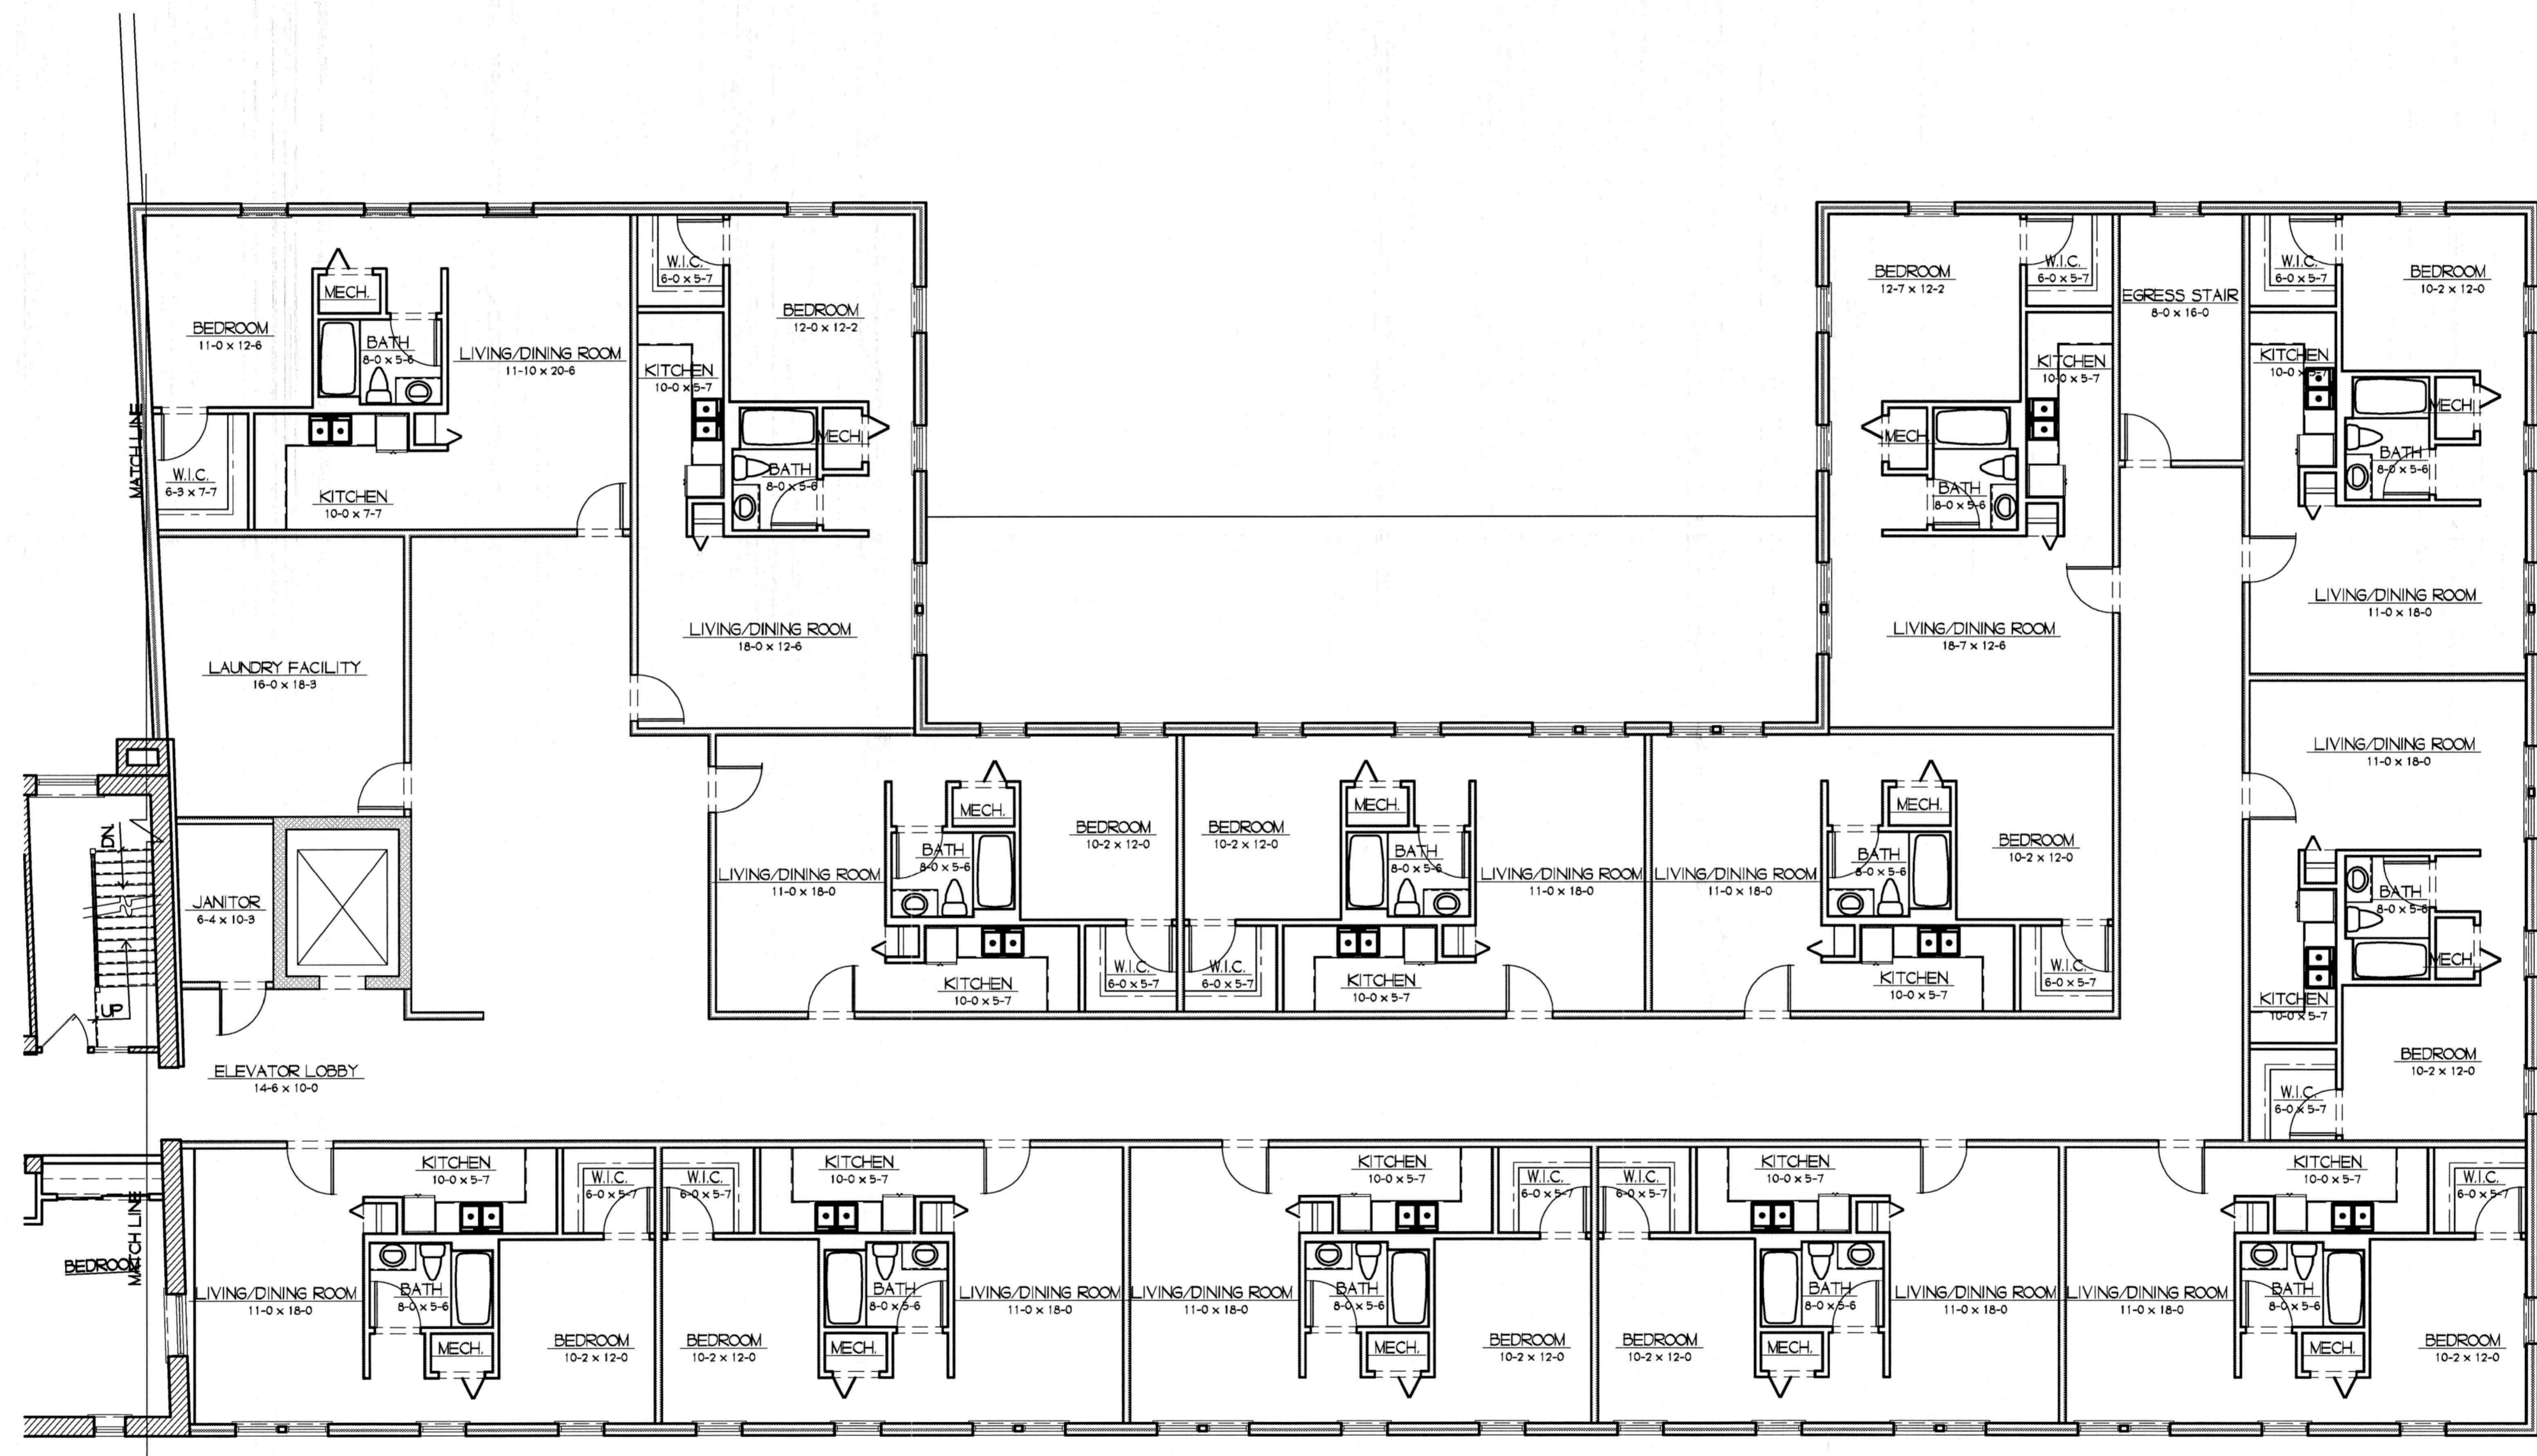 MECH.
BEDROOM
11-0 x 12-6
BATH
8-0 x 5-6
LIVING/DINING ROOM
11-10 x 20-6
W.I.C.
6-3 x 7-7
KITCHEN
10-0 x 7-7
MATCH LINE
W.I.C.
6-0 x 5-7
BEDROOM
12-0 x 12-2
KITCHEN
10-0 x 5-7
MECH.
BATH
8-0 x 5-6
LIVING/DINING ROOM
18-0 x 12-6
BEDROOM
12-7 x 12-2
W.I.C.
6-0 x 5-7
KITCHEN
10-0 x 5-7
MECH.
BATH
8-0 x 5-6
LIVING/DINING ROOM
18-7 x 12-6
EGRESS STAIR
8-0 x 16-0
W.I.C.
6-0 x 5-7
BEDROOM
10-2 x 12-0
KITCHEN
10-0 x 5-7
MECH.
BATH
8-0 x 5-6
LIVING/DINING ROOM
11-0 x 18-0
LAUNDRY FACILITY
16-0 x 18-3
DN.
UP
JANITOR
6-4 x 10-3
ELEVATOR LOBBY
14-6 x 10-0
MECH.
BATH
8-0 x 5-6
BEDROOM
10-2 x 12-0
LIVING/DINING ROOM
11-0 x 18-0
KITCHEN
10-0 x 5-7
W.I.C.
6-0 x 5-7
BEDROOM
10-2 x 12-0
MECH.
BATH
8-0 x 5-6
LIVING/DINING ROOM
11-0 x 18-0
W.I.C.
6-0 x 5-7
KITCHEN
10-0 x 5-7
MECH.
BATH
8-0 x 5-6
BEDROOM
10-2 x 12-0
LIVING/DINING ROOM
11-0 x 18-0
KITCHEN
10-0 x 5-7
W.I.C.
6-0 x 5-7
LIVING/DINING ROOM
11-0 x 18-0
BATH
8-0 x 5-6
MECH.
KITCHEN
10-0 x 5-7
BEDROOM
10-2 x 12-0
W.I.C.
6-0 x 5-7
BEDROOM
MATCH LINE
KITCHEN
10-0 x 5-7
W.I.C.
6-0 x 5-7
LIVING/DINING ROOM
11-0 x 18-0
BATH
8-0 x 5-6
MECH.
BEDROOM
10-2 x 12-0
W.I.C.
6-0 x 5-7
KITCHEN
10-0 x 5-7
BATH
8-0 x 5-6
LIVING/DINING ROOM
11-0 x 18-0
BEDROOM
10-2 x 12-0
MECH.
KITCHEN
10-0 x 5-7
W.I.C.
6-0 x 5-7
LIVING/DINING ROOM
11-0 x 18-0
BATH
8-0 x 5-6
MECH.
BEDROOM
10-2 x 12-0
W.I.C.
6-0 x 5-7
KITCHEN
10-0 x 5-7
BATH
8-0 x 5-6
LIVING/DINING ROOM
11-0 x 18-0
BEDROOM
10-2 x 12-0
MECH.
KITCHEN
10-0 x 5-7
W.I.C.
6-0 x 5-7
LIVING/DINING ROOM
11-0 x 18-0
BATH
8-0 x 5-6
MECH.
BEDROOM
10-2 x 12-0